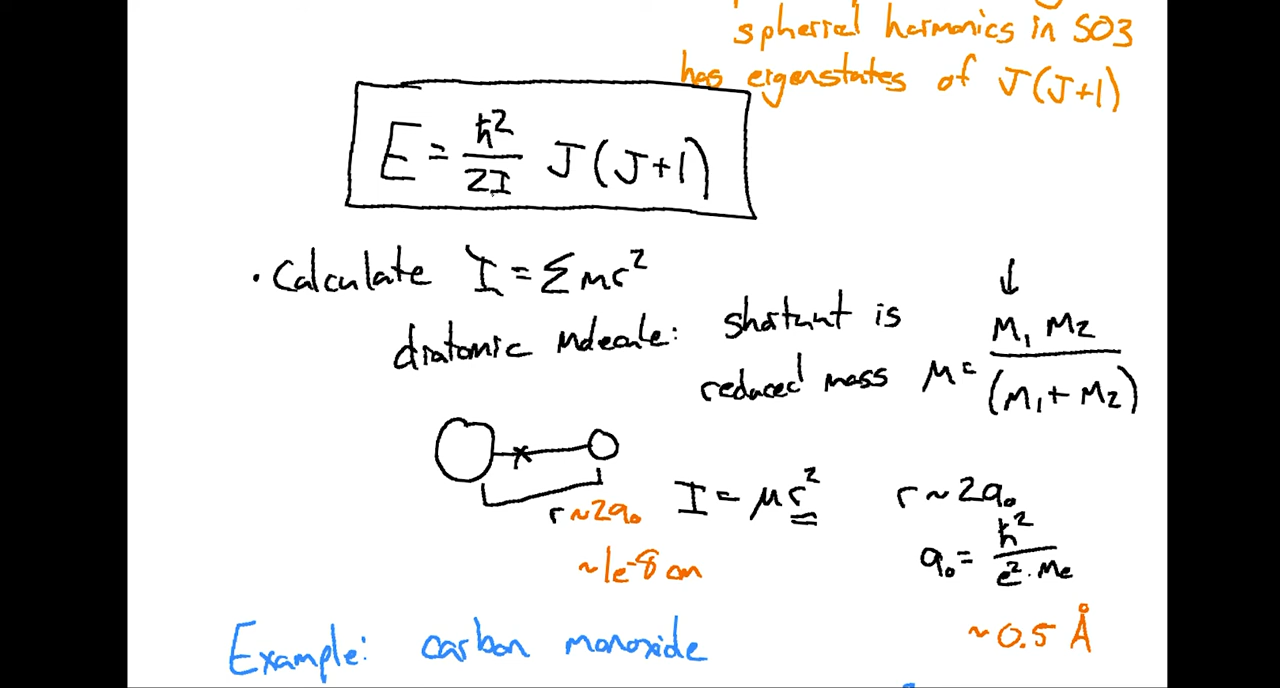 spherical harmonics in SO3
has eigenstates of J(J+1)
E = ħ²/2I J(J+1)
· Calculate I = Σmr²
diatomic molecule: shortcut is
reduced mass μ = M₁ M₂/(M₁+M₂)
r ~2a₀
~1e-8 cm
I = μr²
r ~ 2a₀
a₀ = ħ²/e²·Me
~0.5 Å
Example: carbon monoxide